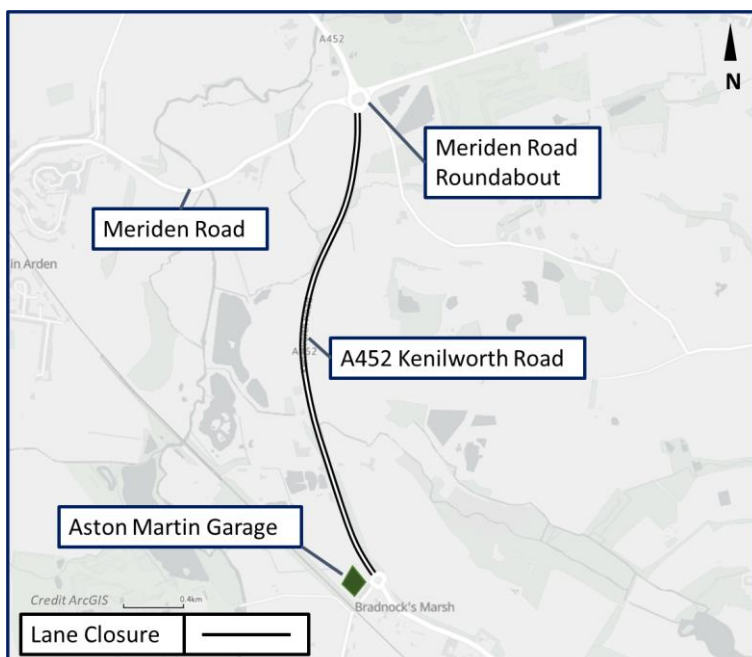 A452
N
Meriden Road
Roundabout
Meriden Road
in Arden
A452 Kenilworth Road
Aston Martin Garage
Credit ArcGIS
0.4km
Bradnock's Marsh
Lane Closure